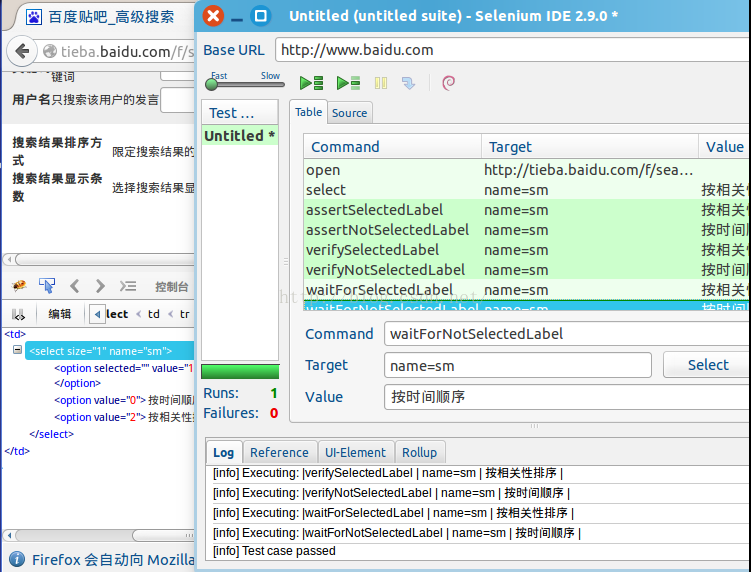 百度贴吧_高级搜索
Untitled (untitled suite) - Selenium IDE 2.9.0 *
tieba.baidu.com/f/s
Base URL http://www.baidu.com
键词
Fast Slow
用户名只搜索该用户的发言
Test ...
Table Source
Untitled *
搜索结果排序方式 限定搜索结果的
搜索结果显示条数 选择搜索结果显
Command Target Value
open http://tieba.baidu.com/f/sea...
select name=sm 按相关性
assertSelectedLabel name=sm 按相关性
assertNotSelectedLabel name=sm 按时间顺
verifySelectedLabel name=sm 按相关性
verifyNotSelectedLabel name=sm 按时间顺
waitForSelectedLabel name=sm 按相关性
waitForNotSelectedLabel name=sm 按时间顺
控制台
编辑 lect td tr
<td>
<select size="1" name="sm">
<option selected="" value="1
</option>
<option value="0"> 按时间顺
<option value="2"> 按相关性
</select>
</td>
Command waitForNotSelectedLabel
Target name=sm Select
Value 按时间顺序
Runs: 1
Failures: 0
Log Reference UI-Element Rollup
[info] Executing: |verifySelectedLabel | name=sm | 按相关性排序 |
[info] Executing: |verifyNotSelectedLabel | name=sm | 按时间顺序 |
[info] Executing: |waitForSelectedLabel | name=sm | 按相关性排序 |
[info] Executing: |waitForNotSelectedLabel | name=sm | 按时间顺序 |
[info] Test case passed
Firefox 会自动向 Mozilla